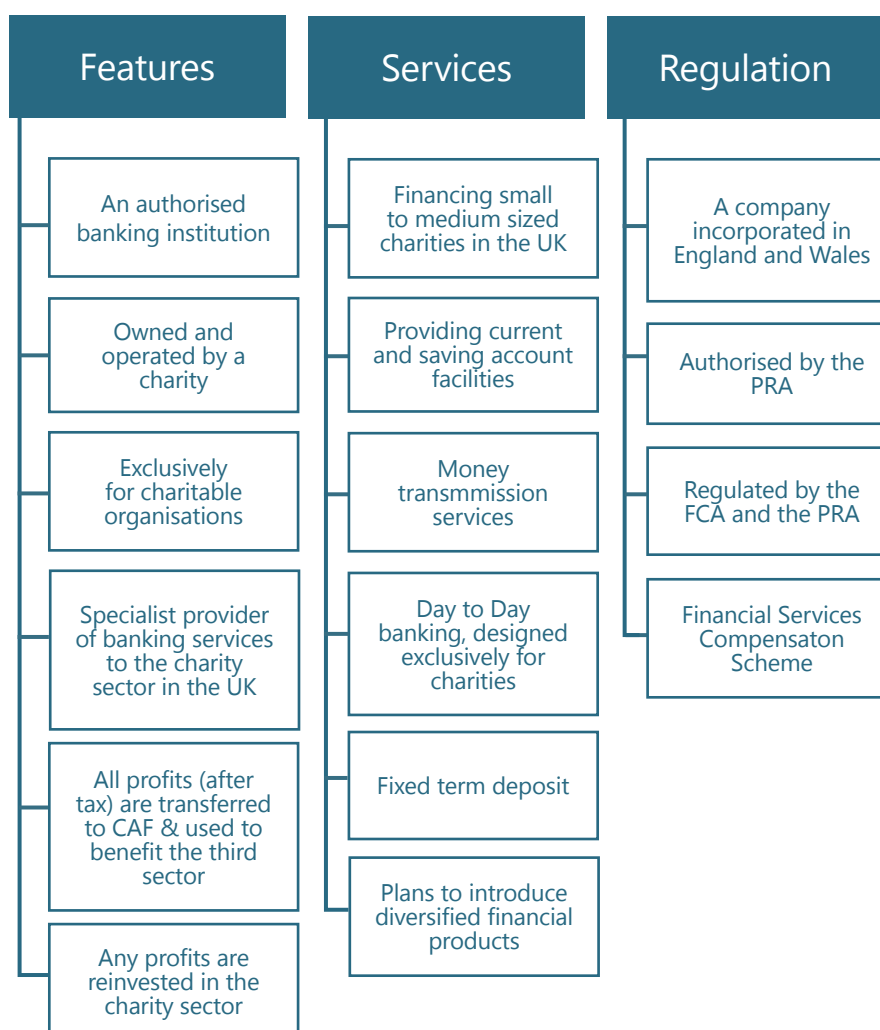 Features
An authorised
banking institution
Owned and
operated by a
charity
Exclusively
for charitable
organisations
Specialist provider
of banking services
to the charity
sector in the UK
All profits (after
tax) are transferred
to CAF & used to
benefit the third
sector
Any profits are
reinvested in the
charity sector
Services
Financing small
to medium sized
charities in the UK
Providing current
and saving account
facilities
Money
transmmission
services
Day to Day
banking, designed
exclusively for
charities
Fixed term deposit
Plans to introduce
diversified financial
products
Regulation
A company
incorporated in
England and Wales
Authorised by the
PRA
Regulated by the
FCA and the PRA
Financial Services
Compensaton
Scheme